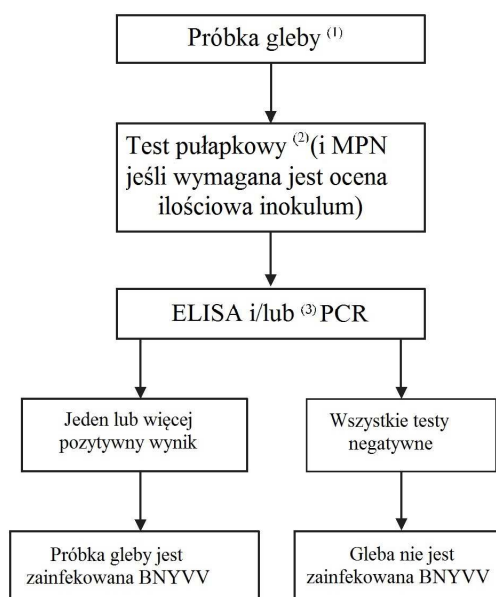 Próbka gleby (1)
Test pułapkowy (2)(i MPN
jeśli wymagana jest ocena
ilościowa inokulum)
ELISA i/lub (3) PCR
Jeden lub więcej
pozytywny wynik
Wszystkie testy
negatywne
Próbka gleby jest
zainfekowana BNYVV
Gleba nie jest
zainfekowana BNYVV